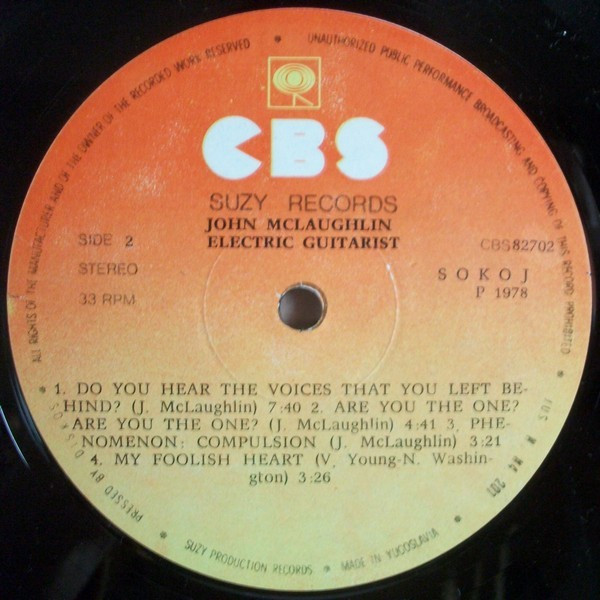 ALL RIGHTS OF THE MANUFACTURER AND OF THE OWNER OF THE RECORDED WORK RESERVED • UNAUTHORIZED PUBLIC PERFORMANCE BROADCASTING AND COPYING OF THIS RECORD PROHIBITED
CBS
SUZY RECORDS
JOHN MCLAUGHLIN
ELECTRIC GUITARIST
SIDE 2
STEREO
33 RPM
CBS 82702
SOKOJ
P 1978
1. DO YOU HEAR THE VOICES THAT YOU LEFT BE-
HIND? (J. McLaughlin) 7:40 2. ARE YOU THE ONE?
ARE YOU THE ONE? (J. McLaughlin) 4:41 3. PHE-
NOMENON: COMPULSION (J. McLaughlin) 3:21
4. MY FOOLISH HEART (V. Young-N. Washin-
gton) 3:26
PRESSED BY DISKOS
SUZY PRODUCTION RECORDS • MADE IN YUGOSLAVIA